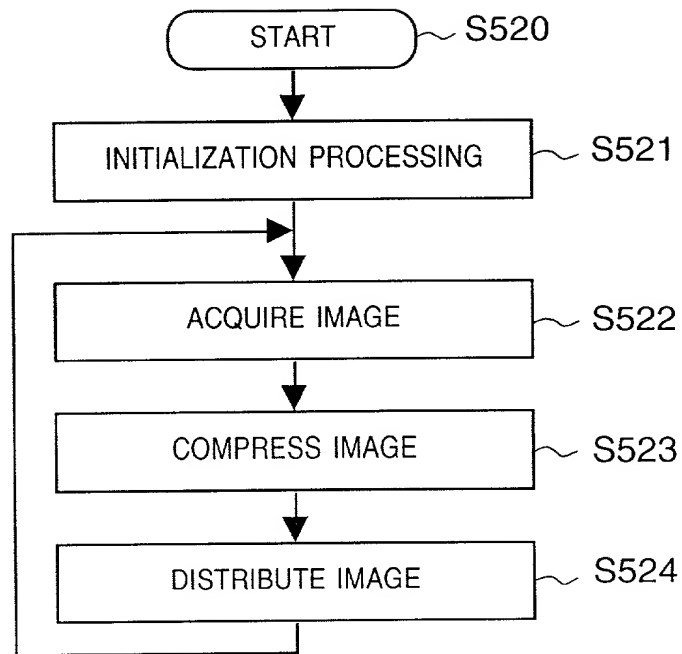 START S520
INITIALIZATION PROCESSING S521
ACQUIRE IMAGE S522
COMPRESS IMAGE S523
DISTRIBUTE IMAGE S524